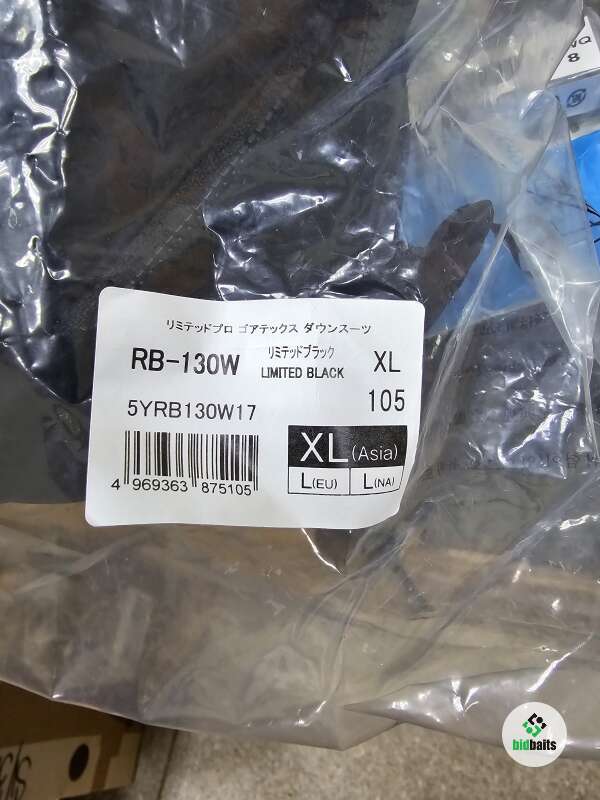 リミテッドプロ ゴアテックス ダウンスーツ
RB-130W リミテッドブラック LIMITED BLACK XL
5YRB130W17 105
XL(Asia)
L(EU) L(NA)
4 969363 875105
8
bidbaits